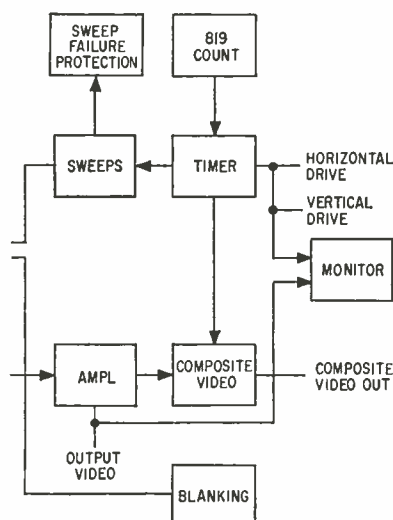 SWEEP
FAILURE
PROTECTION
819
COUNT
SWEEPS
TIMER
HORIZONTAL
DRIVE
VERTICAL
DRIVE
MONITOR
AMPL
COMPOSITE
VIDEO
COMPOSITE
VIDEO OUT
OUTPUT
VIDEO
BLANKING